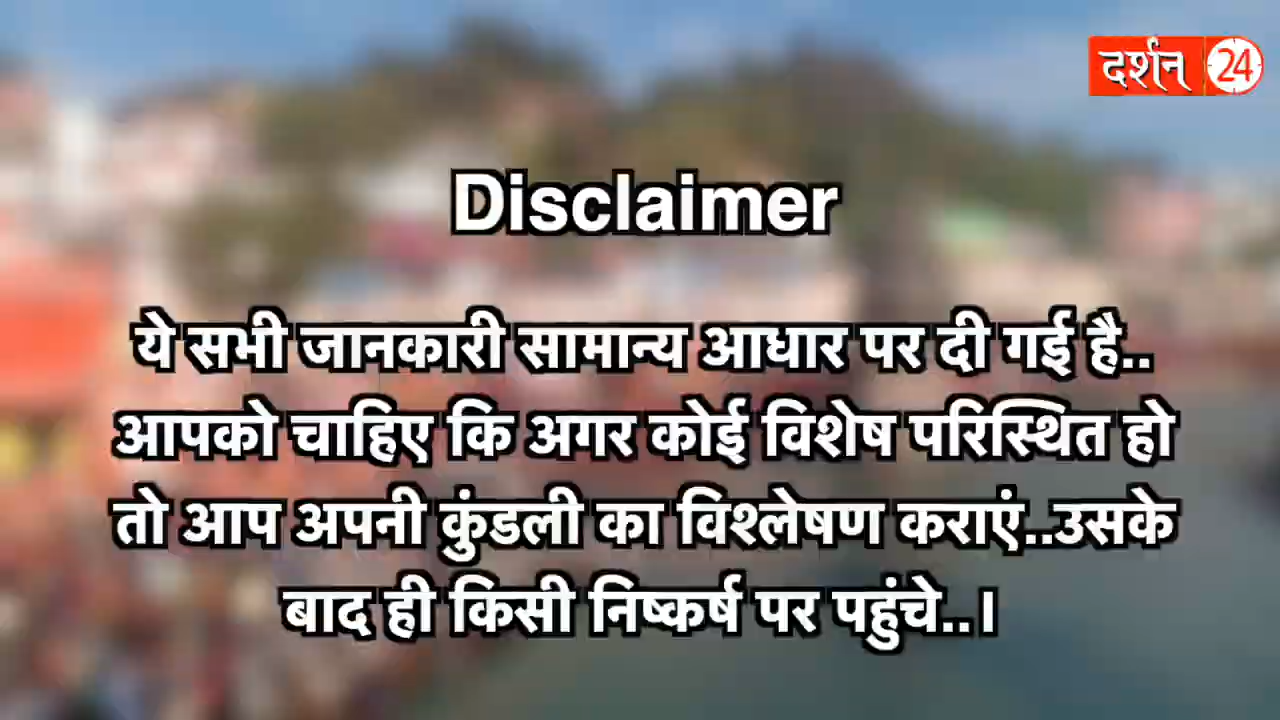 दर्शन 24
Disclaimer
ये सभी जानकारी सामान्य आधार पर दी गई है..
आपको चाहिए कि अगर कोई विशेष परिस्थित हो
तो आप अपनी कुंडली का विश्लेषण कराएं..उसके
बाद ही किसी निष्कर्ष पर पहुंचे..।